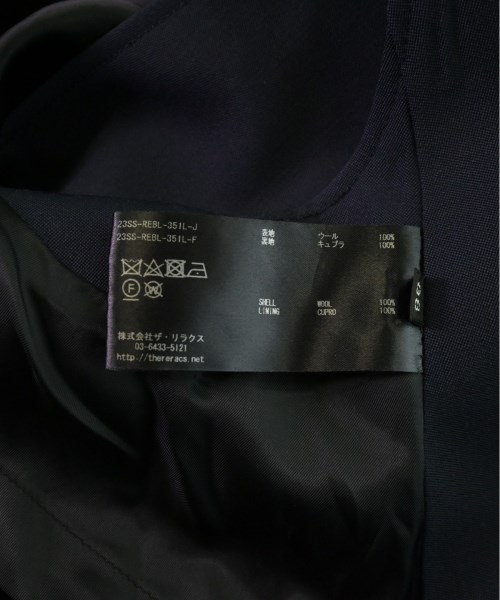 23SS-REBL-351L-J
23SS-REBL-351L-F
表地 ウール 100%
裏地 キュプラ 100%
F W
SHELL WOOL 100%
LINING CUPRO 100%
株式会社ザ・リラクス
03-6433-5121
http://thereracs.net